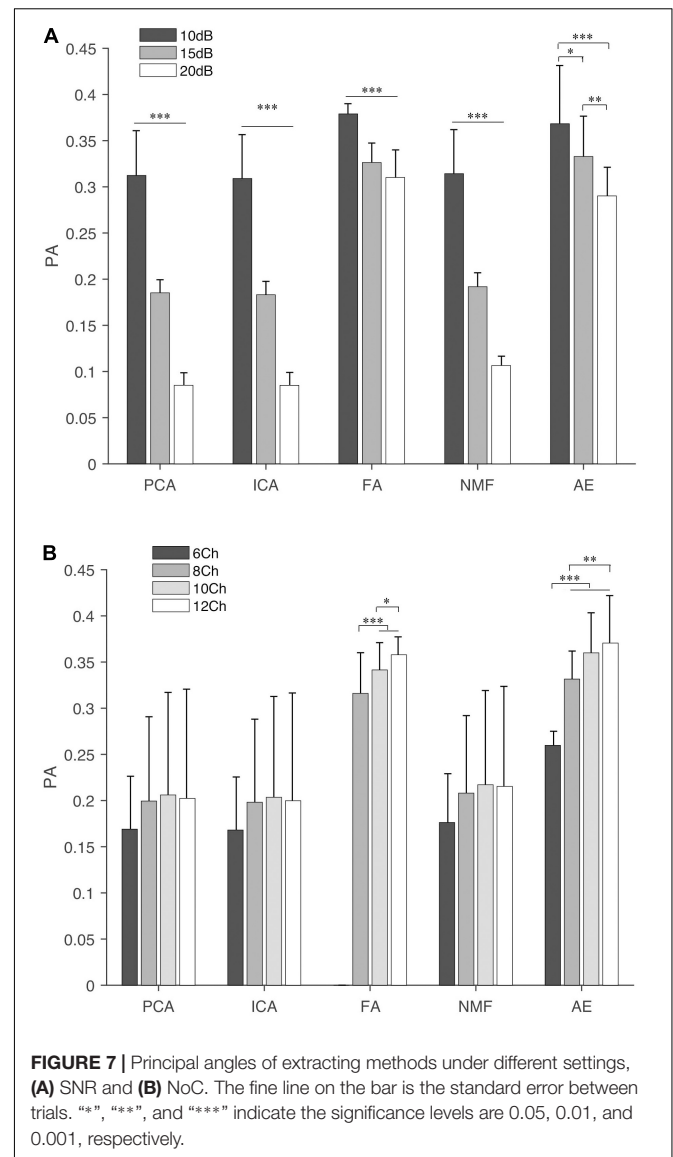 A
10dB
15dB
20dB
0.45
0.4
0.35
0.3
0.25
0.2
0.15
0.1
0.05
0
PA
*** *** *** *** * ** ***
PCA ICA FA NMF AE
B
6Ch
8Ch
10Ch
12Ch
0.45
0.4
0.35
0.3
0.25
0.2
0.15
0.1
0.05
0
PA
*** * *** **
PCA ICA FA NMF AE
FIGURE 7 | Principal angles of extracting methods under different settings,
(A) SNR and (B) NoC. The fine line on the bar is the standard error between
trials. “*”, “**”, and “***” indicate the significance levels are 0.05, 0.01, and
0.001, respectively.